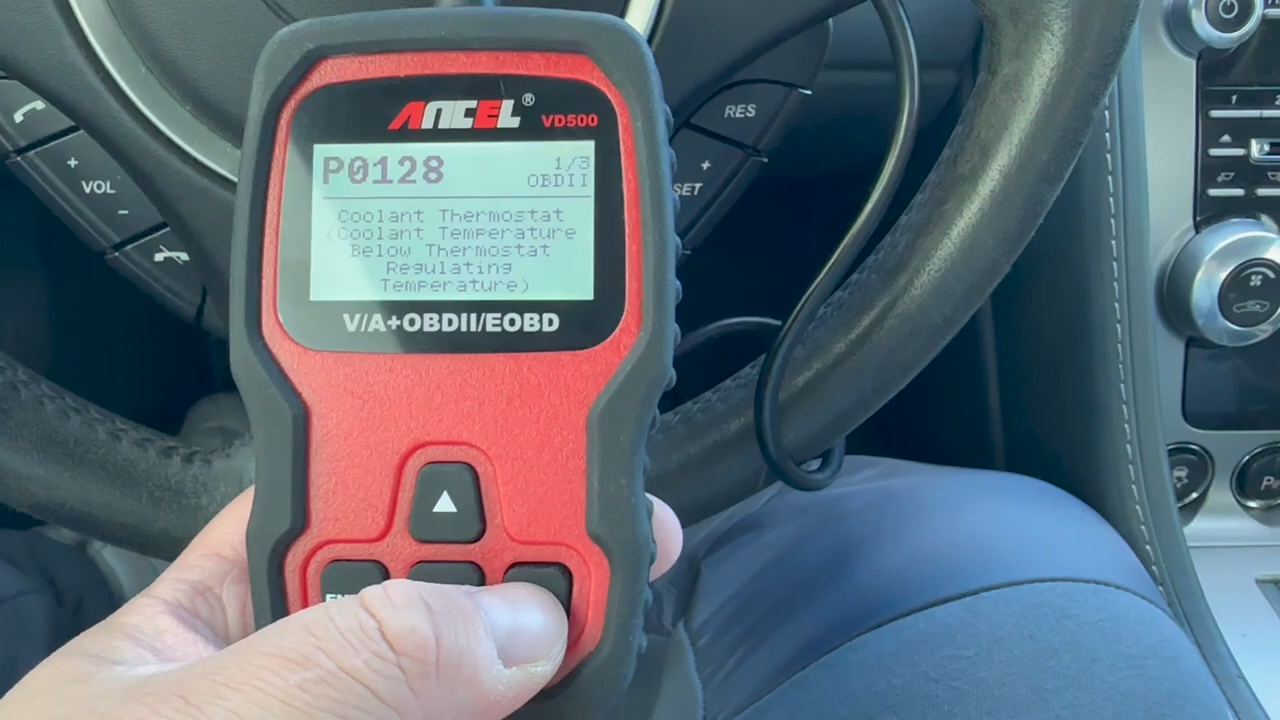 ANCEL®
VD500
P0128
1/3
OBDII
Coolant Thermostat
(Coolant Temperature
Below Thermostat
Regulating
Temperature)
V/A+OBDII/EOBD
+
VOL
-
RES
+
SET
1